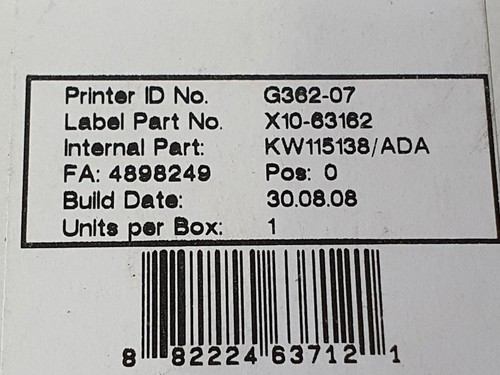 Printer ID No. G362-07
Label Part No. X10-63162
Internal Part: KW115138/ADA
FA: 4898249 Pos: 0
Build Date: 30.08.08
Units per Box: 1
8 82224 63712 1